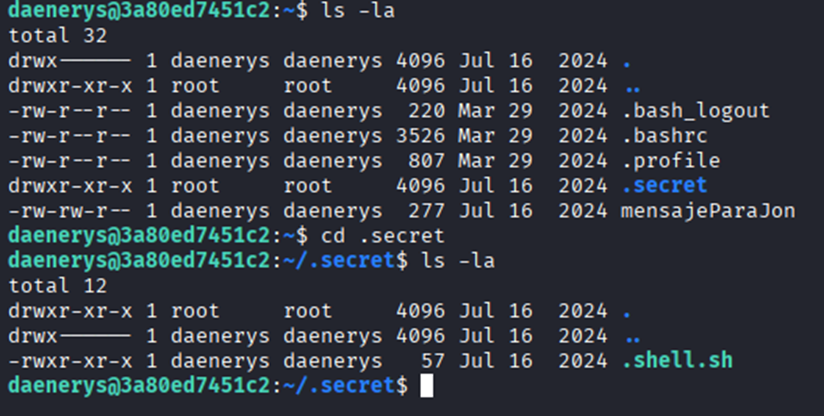 daenerys@3a80ed7451c2:~$ ls -la
total 32
drwx------ 1 daenerys daenerys 4096 Jul 16  2024 .
drwxr-xr-x 1 root     root     4096 Jul 16  2024 ..
-rw-r--r-- 1 daenerys daenerys  220 Mar 29  2024 .bash_logout
-rw-r--r-- 1 daenerys daenerys 3526 Mar 29  2024 .bashrc
-rw-r--r-- 1 daenerys daenerys  807 Mar 29  2024 .profile
drwxr-xr-x 1 root     root     4096 Jul 16  2024 .secret
-rw-rw-r-- 1 daenerys daenerys  277 Jul 16  2024 mensajeParaJon
daenerys@3a80ed7451c2:~$ cd .secret
daenerys@3a80ed7451c2:~/.secret$ ls -la
total 12
drwxr-xr-x 1 root     root     4096 Jul 16  2024 .
drwx------ 1 daenerys daenerys 4096 Jul 16  2024 ..
-rwxr-xr-x 1 daenerys daenerys   57 Jul 16  2024 .shell.sh
daenerys@3a80ed7451c2:~/.secret$